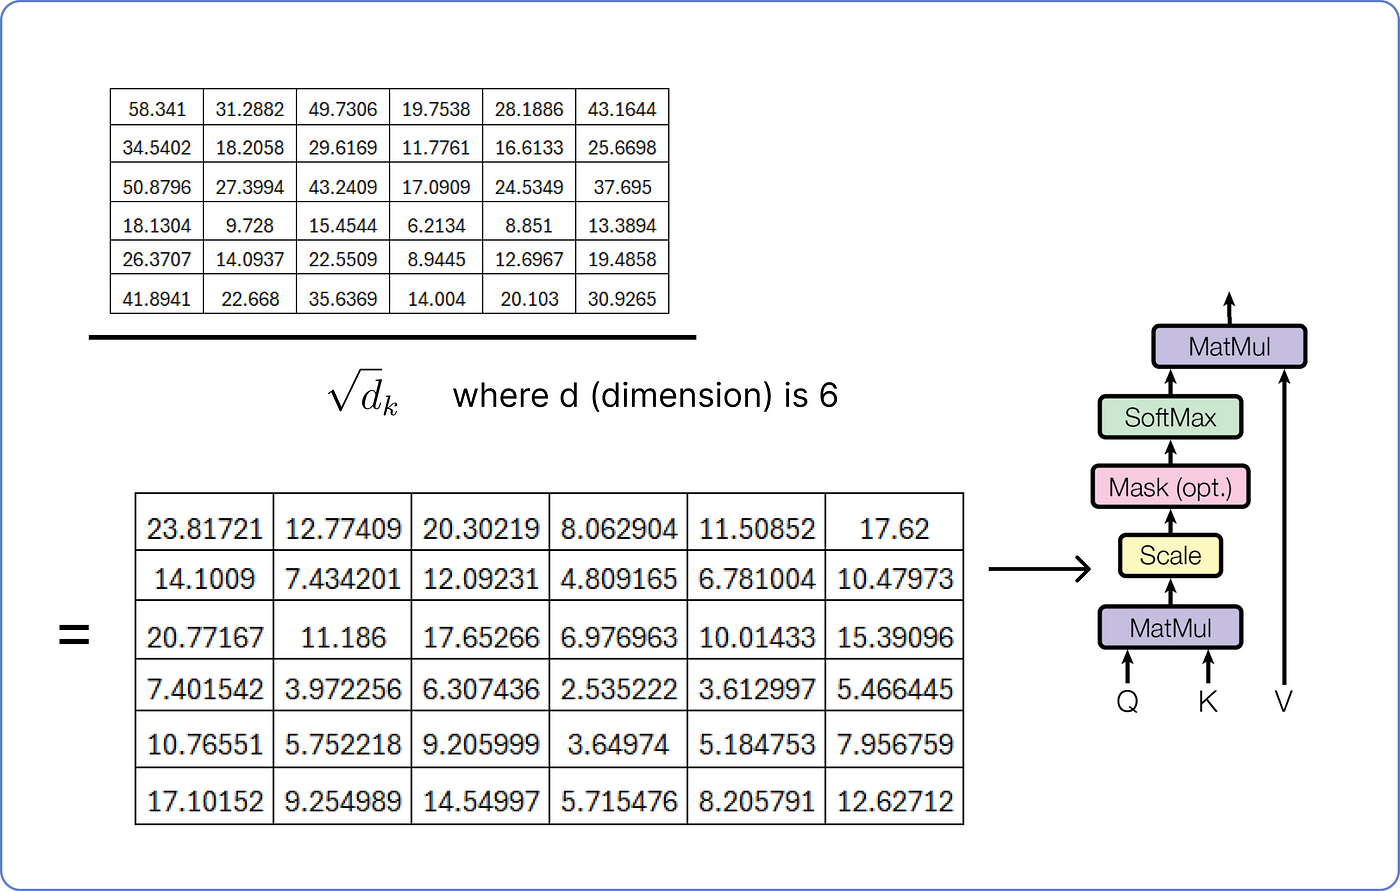 58.341 31.2882 49.7306 19.7538 28.1886 43.1644
34.5402 18.2058 29.6169 11.7761 16.6133 25.6698
50.8796 27.3994 43.2409 17.0909 24.5349 37.695
18.1304 9.728 15.4544 6.2134 8.851 13.3894
26.3707 14.0937 22.5509 8.9445 12.6967 19.4858
41.8941 22.668 35.6369 14.004 20.103 30.9265
√d_k where d (dimension) is 6
=
23.81721 12.77409 20.30219 8.062904 11.50852 17.62
14.1009 7.434201 12.09231 4.809165 6.781004 10.47973
20.77167 11.186 17.65266 6.976963 10.01433 15.39096
7.401542 3.972256 6.307436 2.535222 3.612997 5.466445
10.76551 5.752218 9.205999 3.64974 5.184753 7.956759
17.10152 9.254989 14.54997 5.715476 8.205791 12.62712
MatMul
SoftMax
Mask (opt.)
Scale
MatMul
Q K V